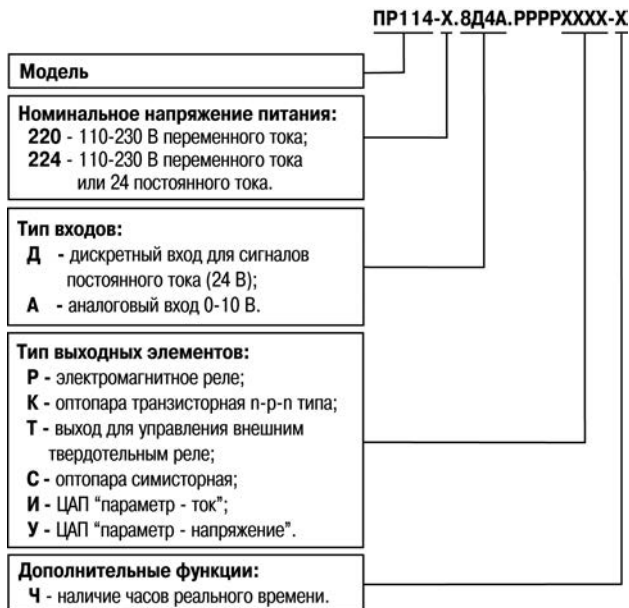 ПР114-X.8Д4А.РРРРXXXX-X
Модель
Номинальное напряжение питания:
220 - 110-230 В переменного тока;
224 - 110-230 В переменного тока
или 24 постоянного тока.
Тип входов:
Д - дискретный вход для сигналов
постоянного тока (24 В);
А - аналоговый вход 0-10 В.
Тип выходных элементов:
Р - электромагнитное реле;
К - оптопара транзисторная n-p-n типа;
Т - выход для управления внешним
твердотельным реле;
С - оптопара симисторная;
И - ЦАП “параметр - ток”;
У - ЦАП “параметр - напряжение”.
Дополнительные функции:
Ч - наличие часов реального времени.